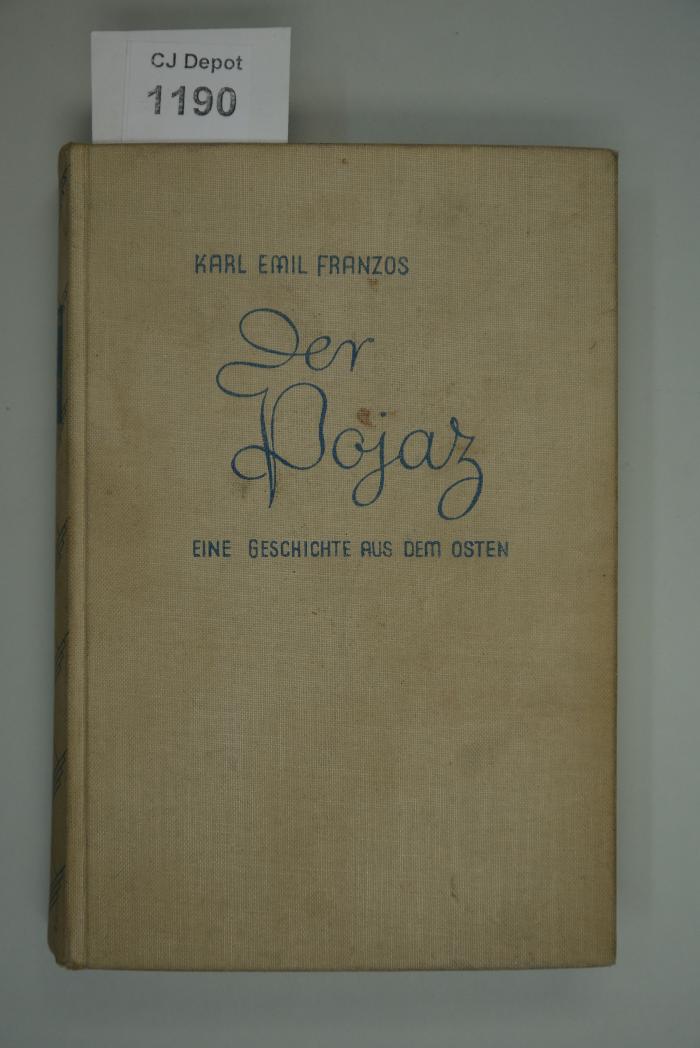 CJ Depot
1190
KARL EMIL FRANZOS
Der
Pojaz
EINE GESCHICHTE AUS DEM OSTEN